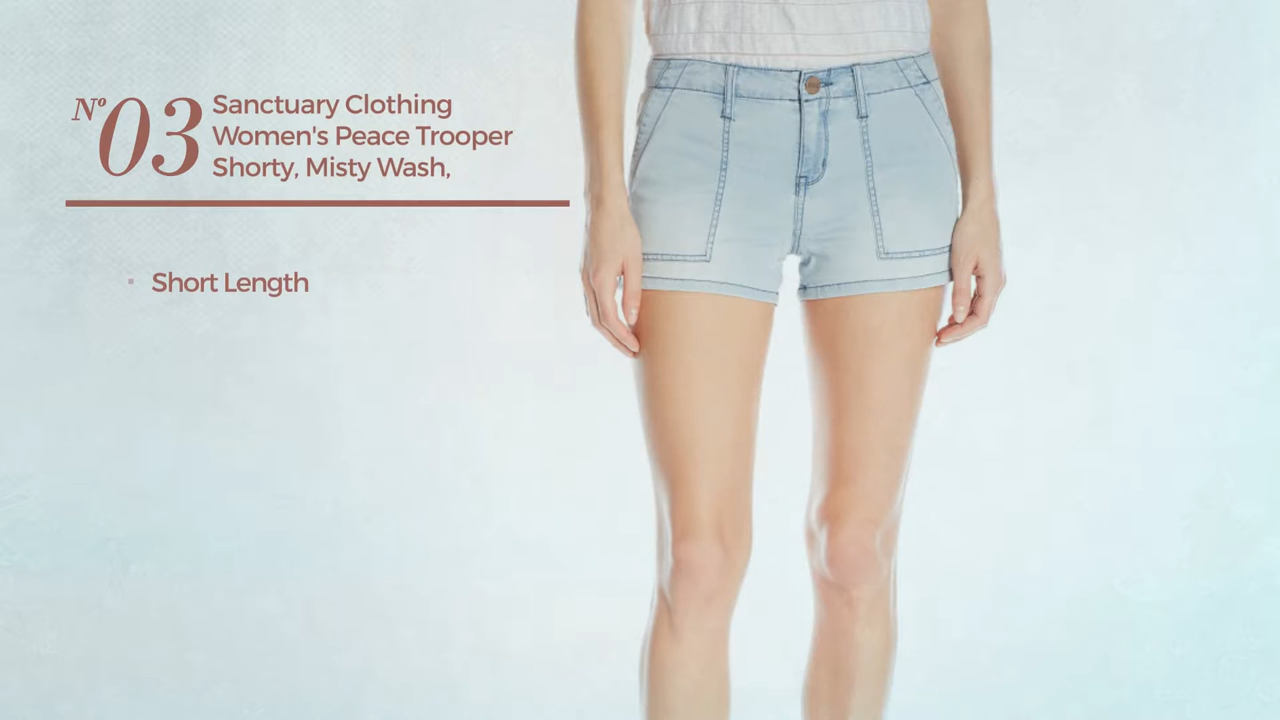 Nº03
Sanctuary Clothing
Women's Peace Trooper
Shorty, Misty Wash,
Short Length